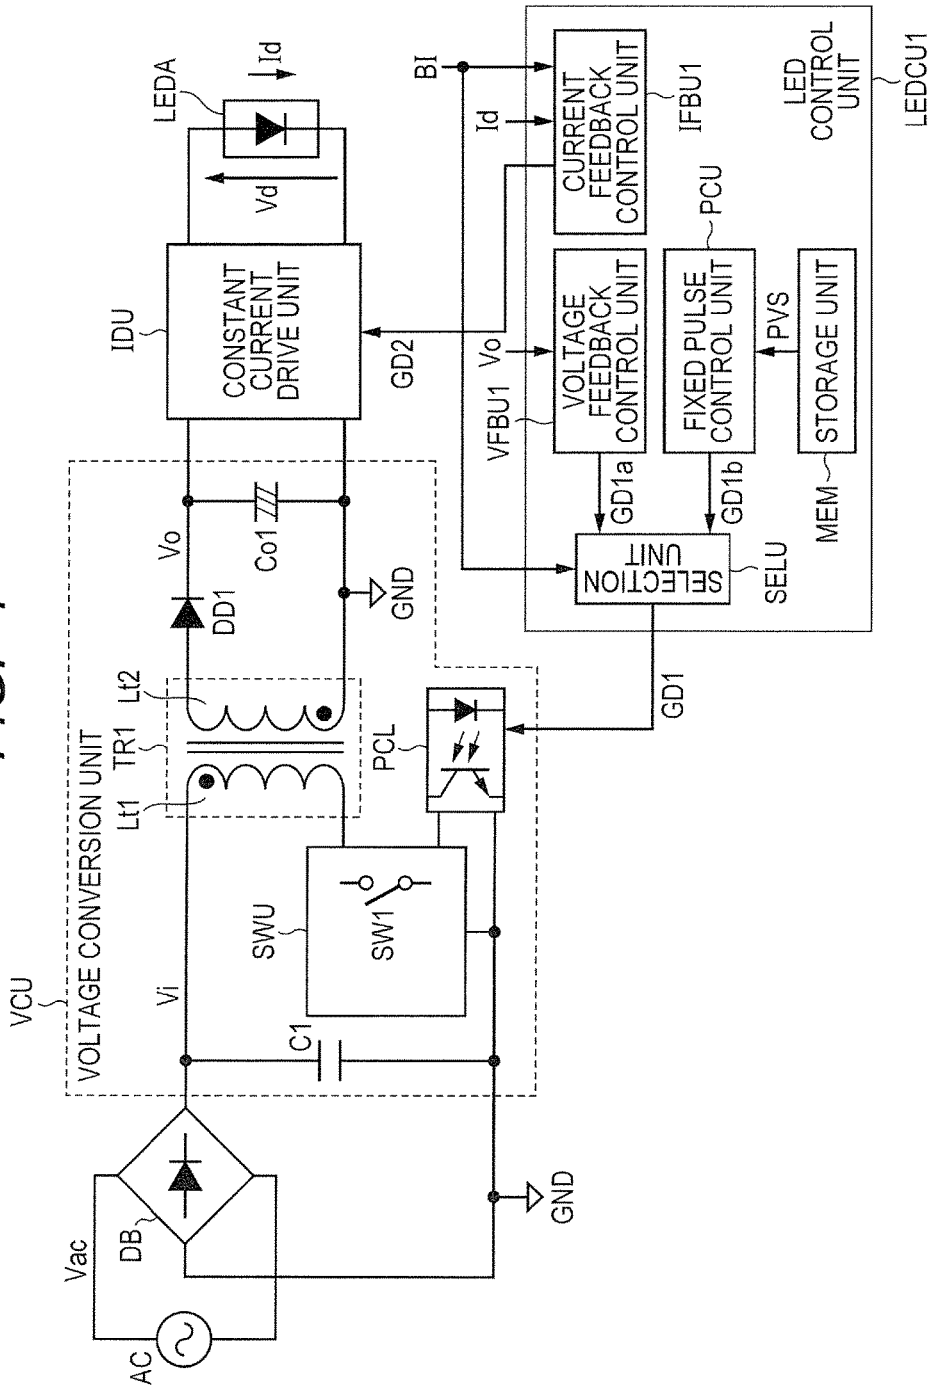 VCU
VOLTAGE CONVERSION UNIT
AC
Vac
DB
Vi
C1
GND
SWU
SW1
Lt1
TR1
Lt2
PCL
DD1
Vo
Co1
GND
IDU
CONSTANT
CURRENT
DRIVE UNIT
LEDA
Vd
Id
GD2
GD1
BI
Id
Vo
VFBU1
VOLTAGE
FEEDBACK
CONTROL UNIT
CURRENT
FEEDBACK
CONTROL UNIT
IFBU1
GD1a
GD1b
SELECTION
UNIT
SELU
FIXED PULSE
CONTROL UNIT
PCU
PVS
STORAGE UNIT
MEM
LED
CONTROL
UNIT
LEDCU1